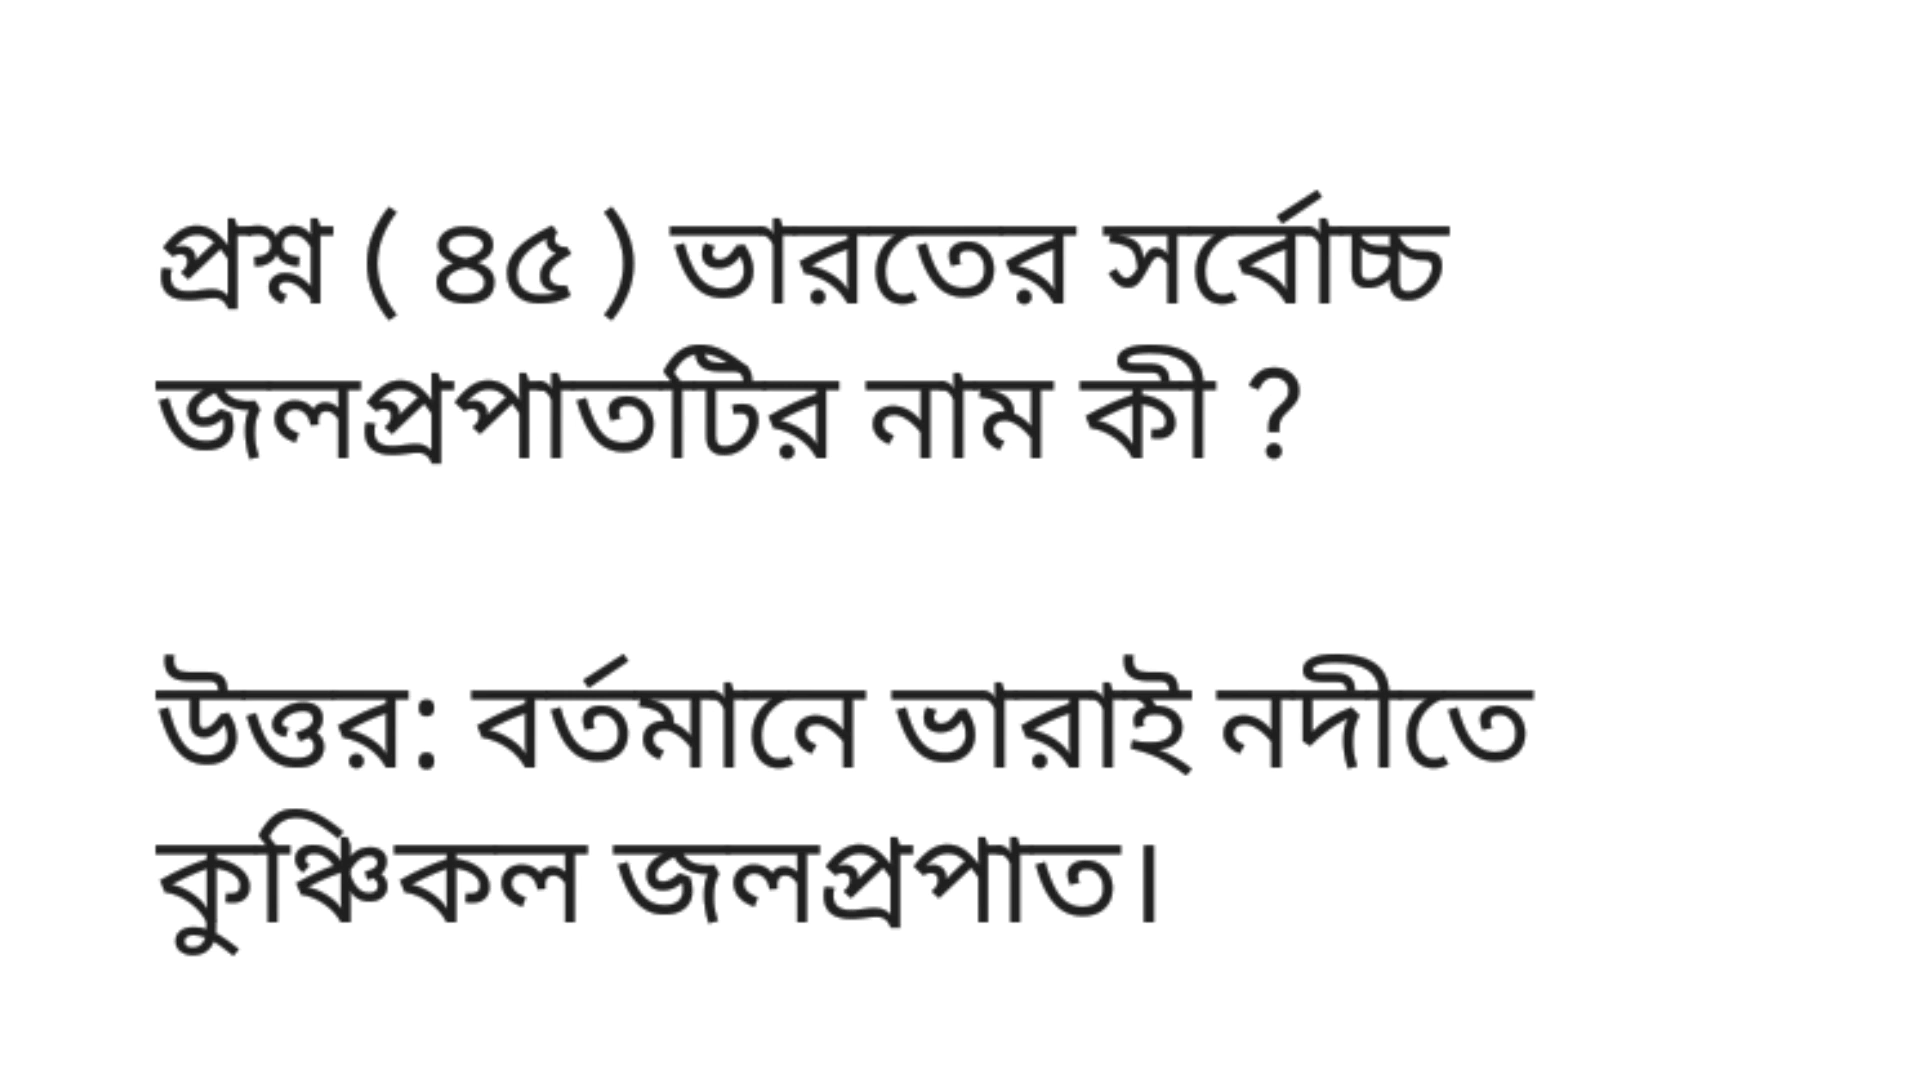 প্রশ্ন ( ৪৫ ) ভারতের সর্বোচ্চ
জলপ্রপাতটির নাম কী ?
উত্তর: বর্তমানে ভারাই নদীতে
কুঞ্চিকল জলপ্রপাত।